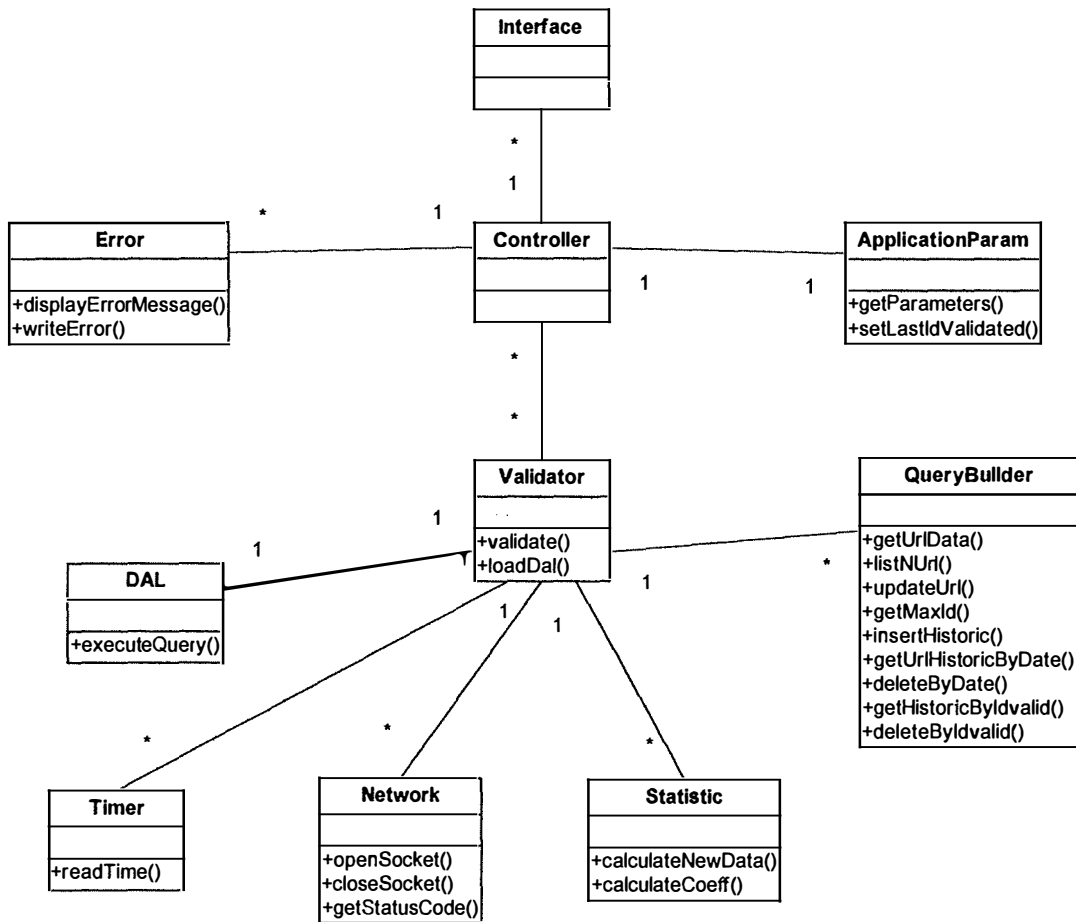 Interface
*
1
*
1
Error
+displayErrorMessage()
+writeError()
Controller
1
1
ApplicationParam
+getParameters()
+setLastIdValidated()
*
*
Validator
+validate()
+loadDal()
1
1
DAL
+executeQuery()
1
*
QueryBuilder
+getUrlData()
+listNUrl()
+updateUrl()
+getMaxId()
+insertHistoric()
+getUrlHistoricByDate()
+deleteByDate()
+getHistoricByIdvalid()
+deleteByIdvalid()
1
1
*
*
*
Timer
+readTime()
Network
+openSocket()
+closeSocket()
+getStatusCode()
Statistic
+calculateNewData()
+calculateCoeff()